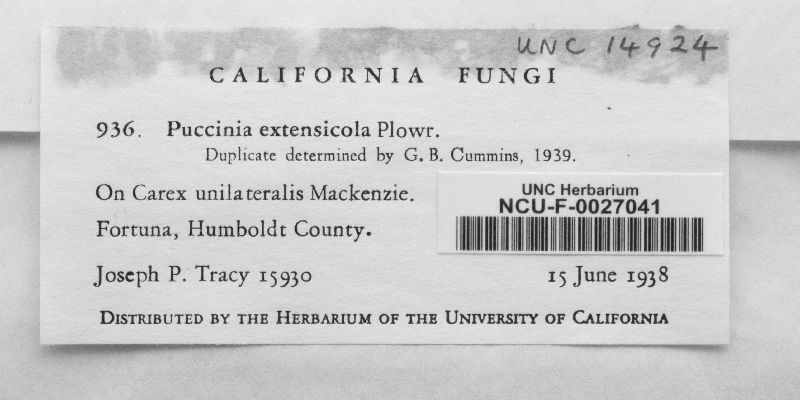 UNC 14924
CALIFORNIA FUNGI
936. Puccinia extensicola Plowr.
Duplicate determined by G. B. Cummins, 1939.
On Carex unilateralis Mackenzie.
UNC Herbarium
NCU-F-0027041
Fortuna, Humboldt County.
Joseph P. Tracy 15930 15 June 1938
DISTRIBUTED BY THE HERBARIUM OF THE UNIVERSITY OF CALIFORNIA